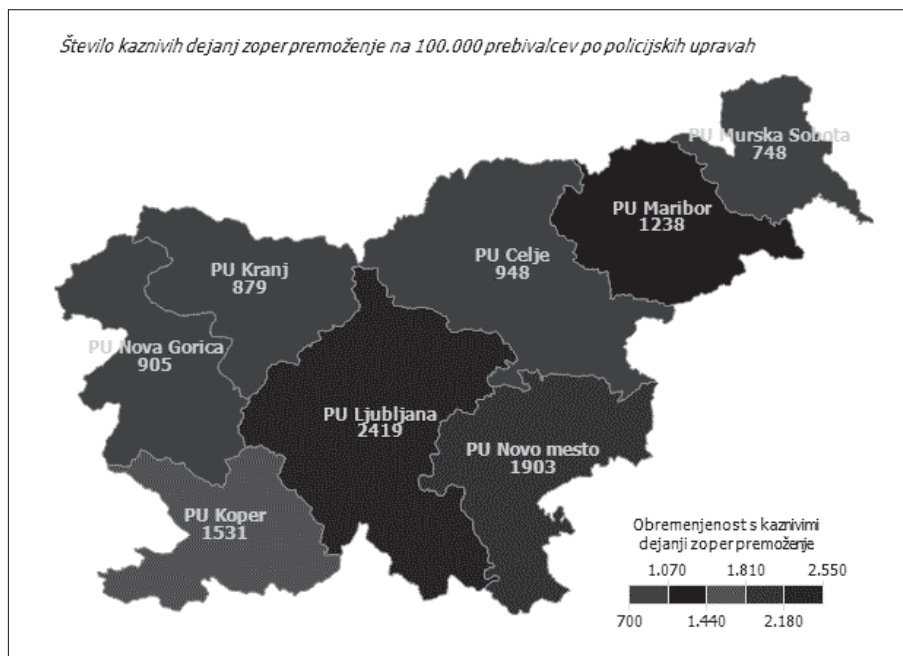 Število kaznivih dejanj zoper premoženje na 100.000 prebivalcev po policijskih upravah
PU Murska Sobota
748
PU Maribor
1238
PU Celje
948
PU Kranj
879
PU Nova Gorica
905
PU Ljubljana
2419
PU Novo mesto
1903
PU Koper
1531
Obremenjenost s kaznivimi
dejanji zoper premoženje
1.070 1.810 2.550
700 1.440 2.180